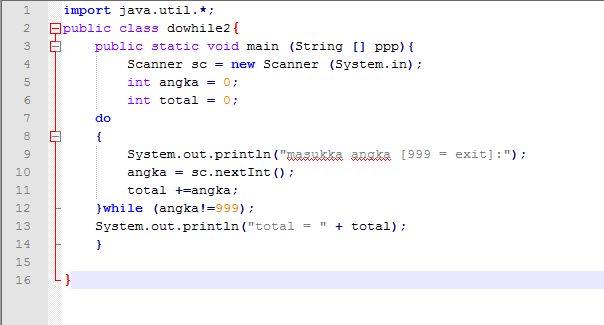 1 import java.util.*;
2 public class dowhile2{
3 public static void main (String [] ppp){
4 Scanner sc = new Scanner (System.in);
5 int angka = 0;
6 int total = 0;
7 do
8 {
9 System.out.println("masukka angka [999 = exit]:");
10 angka = sc.nextInt();
11 total +=angka;
12 }while (angka!=999);
13 System.out.println("total = " + total);
14 }
15
16 }